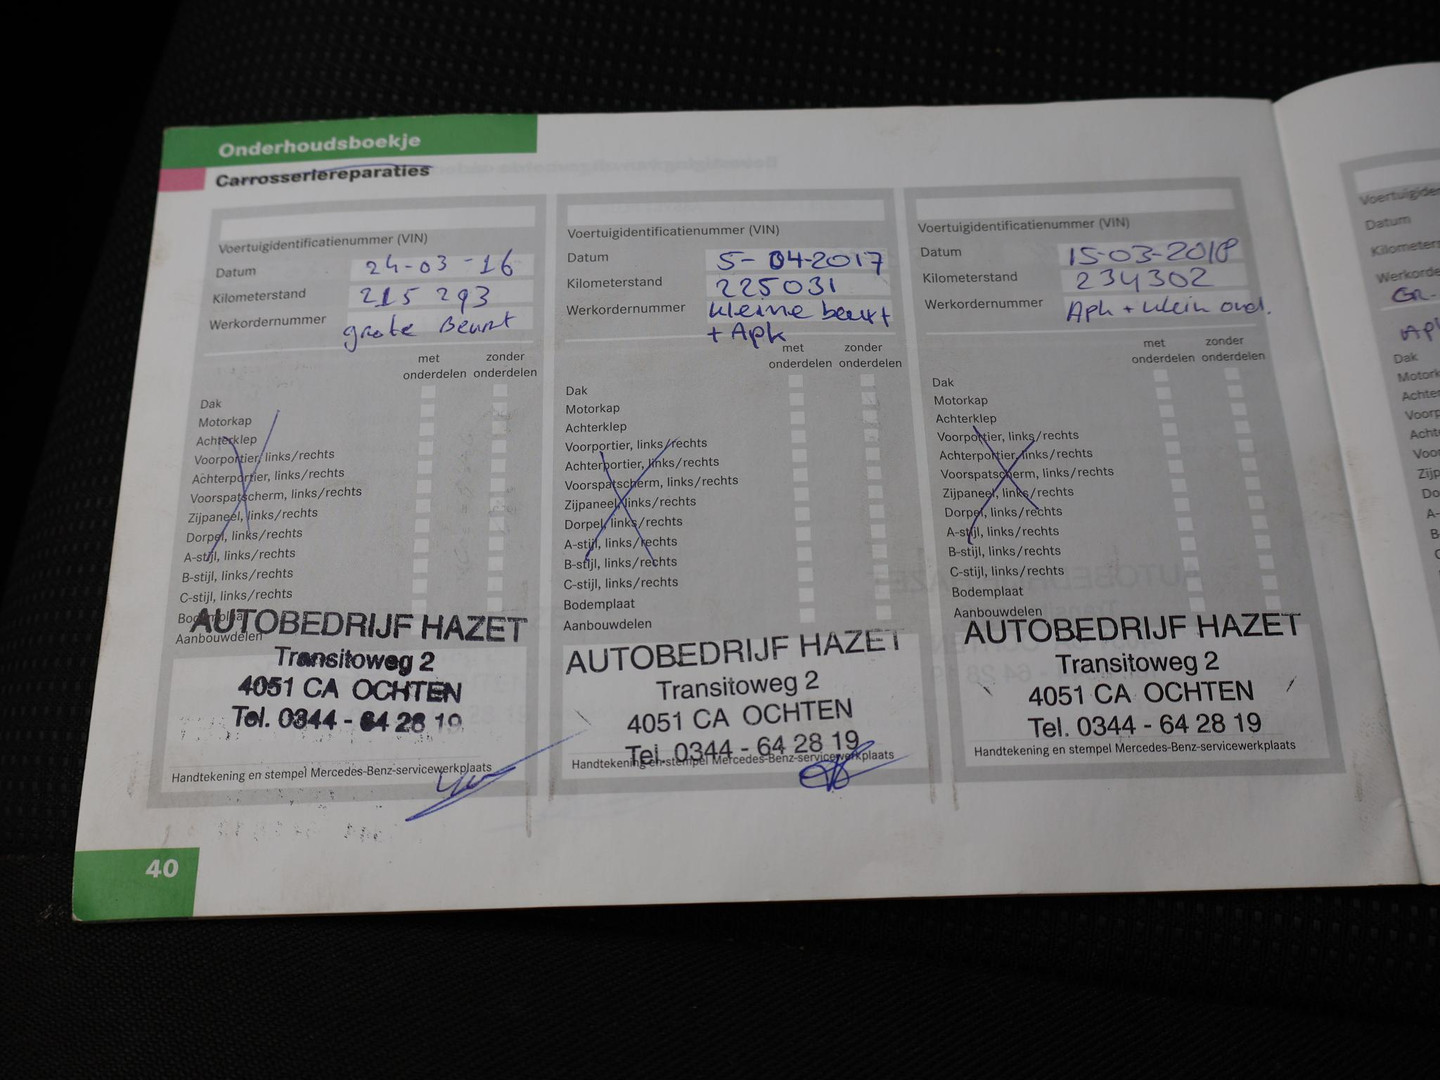 Onderhoudsboekje
Carrosseriereparaties
Voertuigidentificatienummer (VIN)
Datum 24-03-16
Kilometerstand 215 293
Werkordernummer grote Beurt
met onderdelen zonder onderdelen
Dak
Motorkap
Achterklep
Voorportier, links/rechts
Achterportier, links/rechts
Voorspatscherm, links/rechts
Zijpaneel, links/rechts
Dorpel, links/rechts
A-stijl, links/rechts
B-stijl, links/rechts
C-stijl, links/rechts
Bodemplaat
Aanbouwdelen
AUTOBEDRIJF HAZET
Transitoweg 2
4051 CA OCHTEN
Tel. 0344 - 64 28 19
Handtekening en stempel Mercedes-Benz-servicewerkplaats
Voertuigidentificatienummer (VIN)
Datum 5-04-2017
Kilometerstand 225031
Werkordernummer kleine beurt
+ Apk
met onderdelen zonder onderdelen
Dak
Motorkap
Achterklep
Voorportier, links/rechts
Achterportier, links/rechts
Voorspatscherm, links/rechts
Zijpaneel, links/rechts
Dorpel, links/rechts
A-stijl, links/rechts
B-stijl, links/rechts
C-stijl, links/rechts
Bodemplaat
Aanbouwdelen
AUTOBEDRIJF HAZET
Transitoweg 2
4051 CA OCHTEN
Tel. 0344 - 64 28 19
Handtekening en stempel Mercedes-Benz-servicewerkplaats
Voertuigidentificatienummer (VIN)
Datum 15-03-2018
Kilometerstand 234302
Werkordernummer Apk + klein ond.
met onderdelen zonder onderdelen
Dak
Motorkap
Achterklep
Voorportier, links/rechts
Achterportier, links/rechts
Voorspatscherm, links/rechts
Zijpaneel, links/rechts
Dorpel, links/rechts
A-stijl, links/rechts
B-stijl, links/rechts
C-stijl, links/rechts
Bodemplaat
Aanbouwdelen
AUTOBEDRIJF HAZET
Transitoweg 2
4051 CA OCHTEN
Tel. 0344 - 64 28 19
Handtekening en stempel Mercedes-Benz-servicewerkplaats
40
Datum
Dak